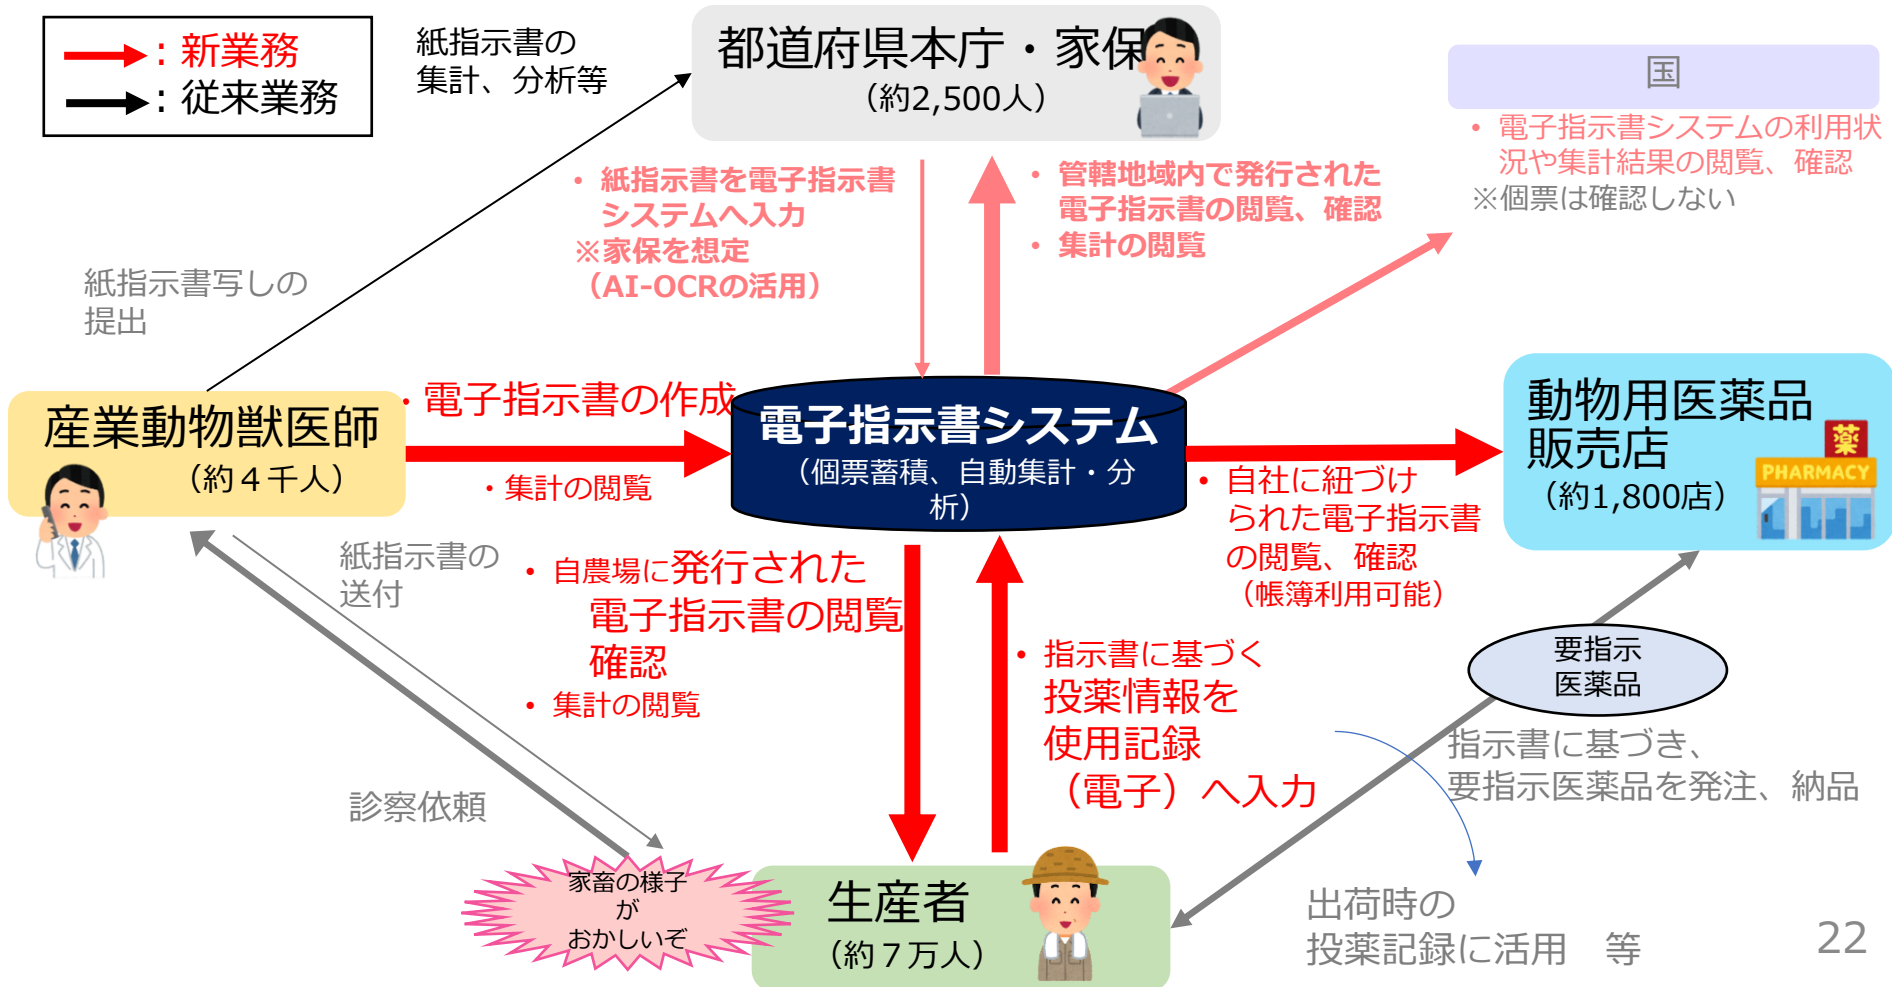 ：新業務
：従来業務
紙指示書の
集計、分析等
都道府県本庁・家保
（約2,500人）
国
・ 電子指示書システムの利用状
況や集計結果の閲覧、確認
※個票は確認しない
・ 紙指示書を電子指示書
システムへ入力
※家保を想定
（AI-OCRの活用）
・ 管轄地域内で発行された
電子指示書の閲覧、確認
・ 集計の閲覧
紙指示書写しの
提出
産業動物獣医師
（約４千人）
・電子指示書の作成
・集計の閲覧
電子指示書システム
（個票蓄積、自動集計・分
析）
動物用医薬品
販売店
（約1,800店）
薬
PHARMACY
・ 自社に紐づけ
られた電子指示書
の閲覧、確認
（帳簿利用可能）
紙指示書の
送付
・ 自農場に発行された
電子指示書の閲覧
確認
・ 集計の閲覧
・ 指示書に基づく
投薬情報を
使用記録
（電子）へ入力
要指示
医薬品
指示書に基づき、
要指示医薬品を発注、納品
診察依頼
家畜の様子
が
おかしいぞ
生産者
（約７万人）
出荷時の
投薬記録に活用　等
22